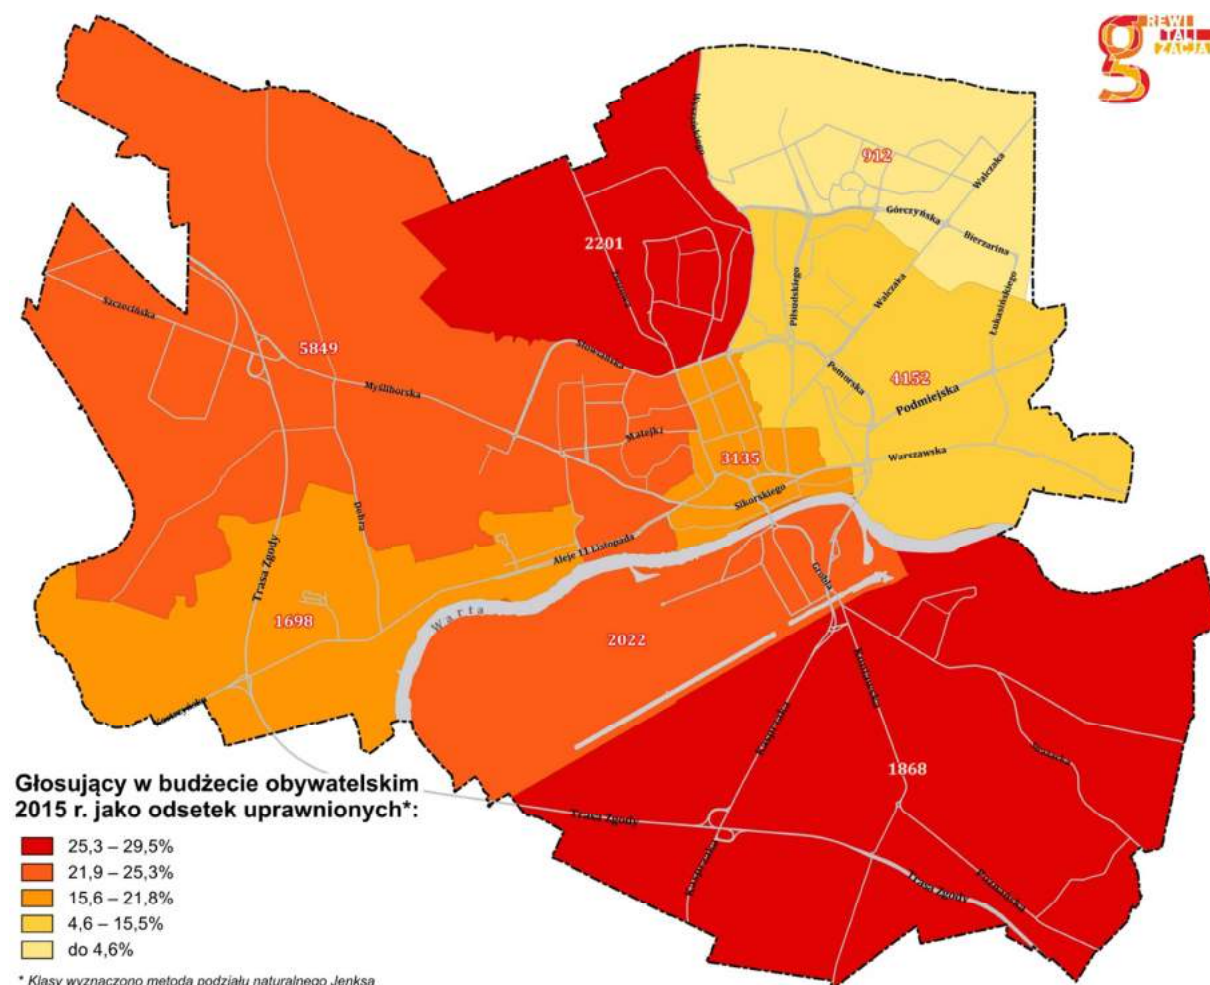 REWI
TALI
ZACJA
912
Walczaka
Górczyńska
Bierzarina
2201
Piłsudskiego
Walczaka
Łukasińskiego
Szczecińska
5849
Myśliborska
Pomorska
4152
Podmiejska
Matejki
3135
Warszawska
Sikorskiego
Dobra
Aleje 11 Listopada
Trasa Zgody
Grobla
Warta
1698
2022
1868
Głosujący w budżecie obywatelskim
2015 r. jako odsetek uprawnionych*:
Trasa Zgody
25,3 – 29,5%
21,9 – 25,3%
15,6 – 21,8%
4,6 – 15,5%
do 4,6%
Trasa Zgody
Poznańska
* Klasy wyznaczono metodą podziału naturalnego Jenksa